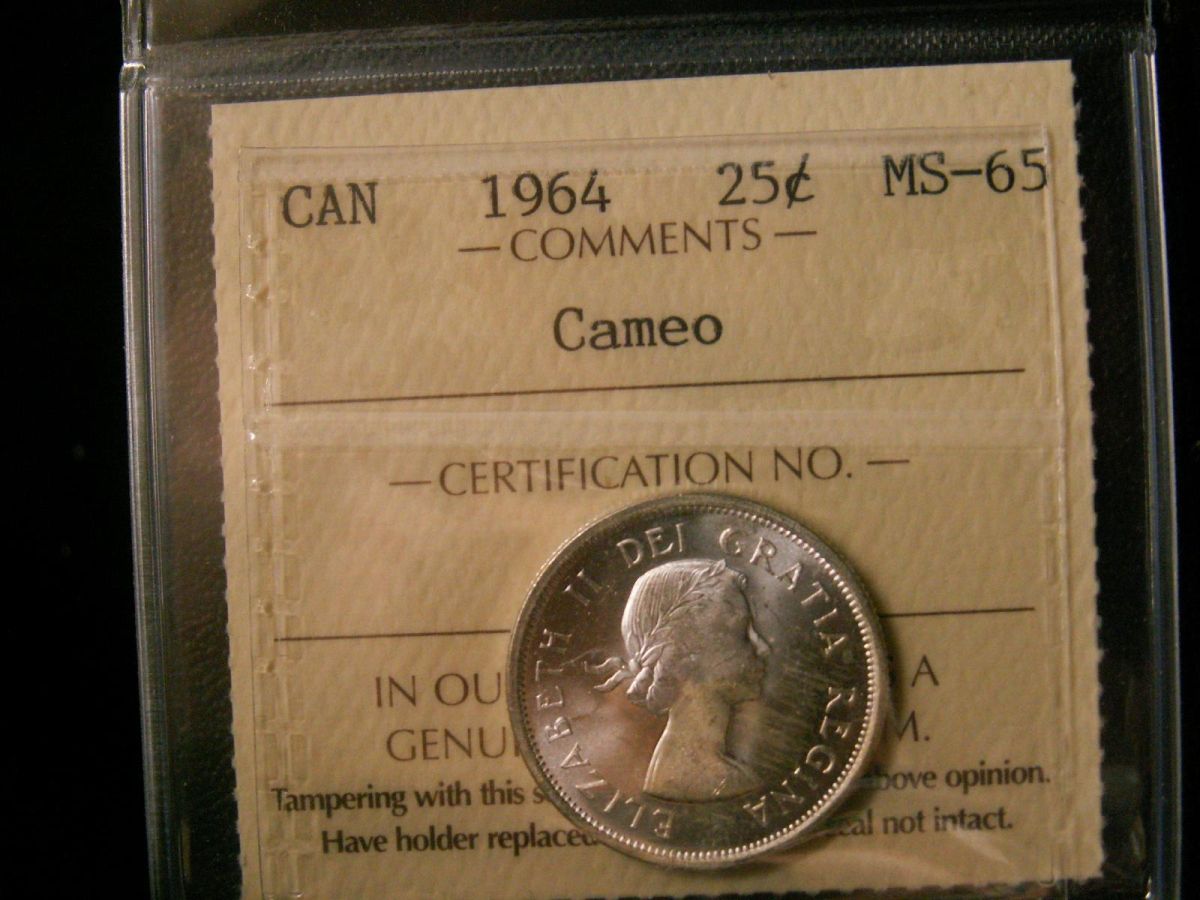 CAN 1964 25¢ MS-65
— COMMENTS —
Cameo
— CERTIFICATION NO. —
ELIZABETH II DEI GRATIA REGINA
IN OU A
GENU M.
Tampering with this s bove opinion.
Have holder replaced eal not intact.